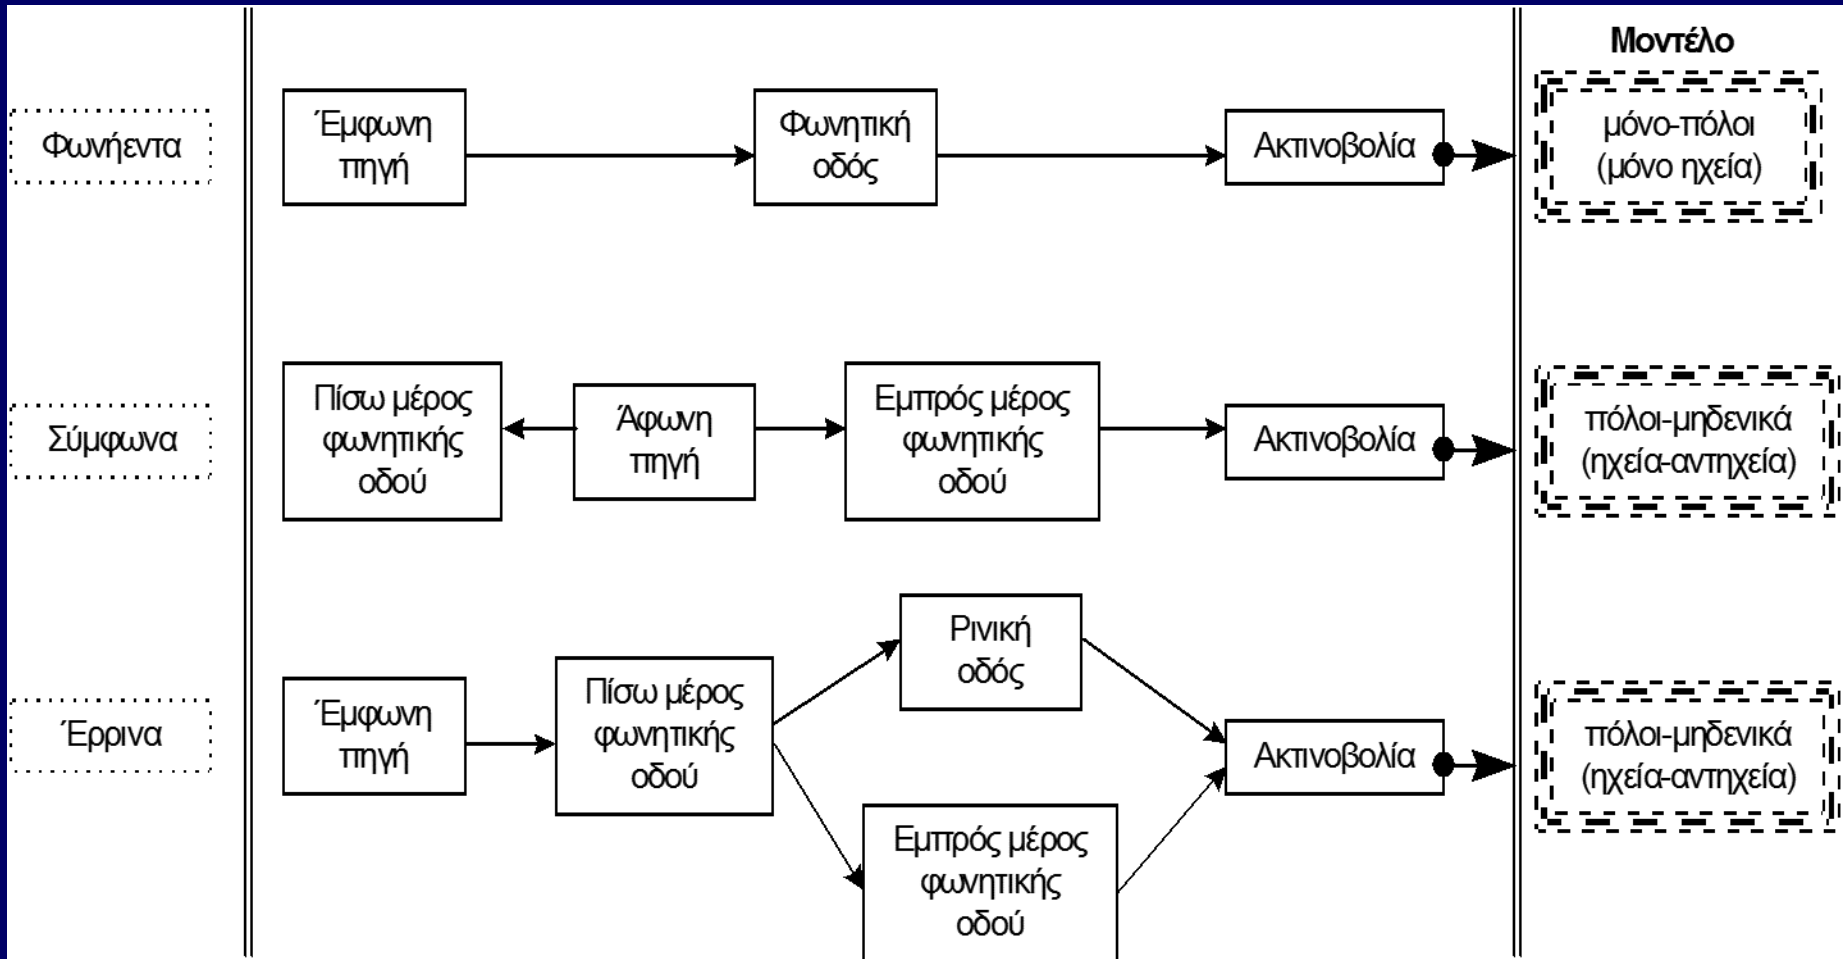 Μοντέλο
Φωνήεντα
Έμφωνη
πηγή
Φωνητική
οδός
Ακτινοβολία
μόνο-πόλοι
(μόνο ηχεία)
Σύμφωνα
Πίσω μέρος
φωνητικής
οδού
Άφωνη
πηγή
Εμπρός μέρος
φωνητικής
οδού
Ακτινοβολία
πόλοι-μηδενικά
(ηχεία-αντηχεία)
Έρρινα
Έμφωνη
πηγή
Πίσω μέρος
φωνητικής
οδού
Ρινική
οδός
Εμπρός μέρος
φωνητικής
οδού
Ακτινοβολία
πόλοι-μηδενικά
(ηχεία-αντηχεία)